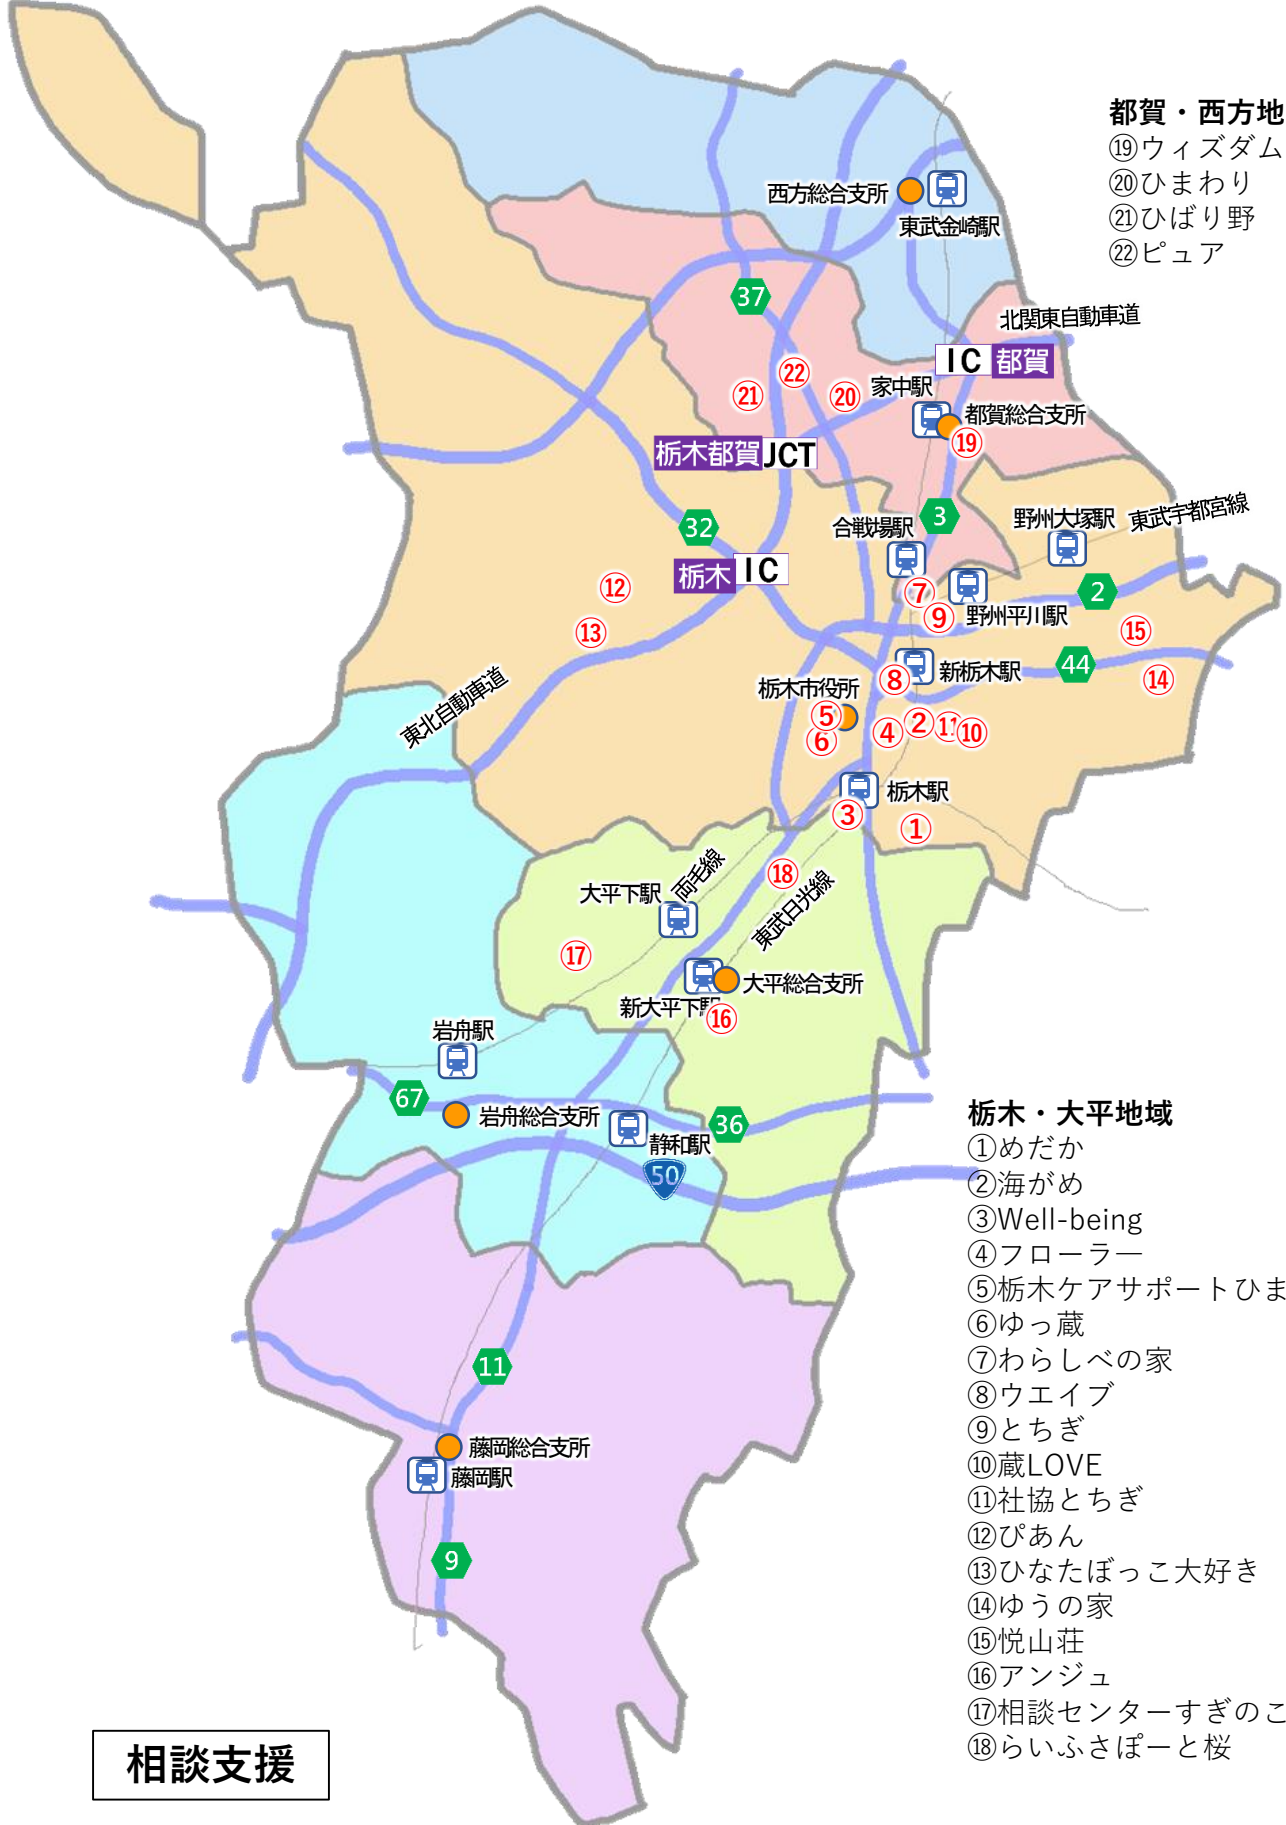 都賀・西方地
⑲ウィズダム
⑳ひまわり
㉑ひばり野
㉒ピュア
西方総合支所
東武金崎駅
37
北関東自動車道
IC 都賀
㉒
㉑
⑳
家中駅
都賀総合支所
⑲
栃木都賀JCT
3
32
合戦場駅
野州大塚駅
東武宇都宮線
栃木 IC
⑫
⑦
2
⑨
野州平川駅
⑬
⑮
44
新栃木駅
⑧
⑭
栃木市役所
東北自動車道
⑤
⑥
④
②
⑪
⑩
栃木駅
③
①
⑱
両毛線
大平下駅
東武日光線
⑰
大平総合支所
新大平下駅
⑯
岩舟駅
67
岩舟総合支所
36
静和駅
50
11
藤岡総合支所
藤岡駅
9
栃木・大平地域
①めだか
②海がめ
③Well-being
④フローラー
⑤栃木ケアサポートひま
⑥ゆっ蔵
⑦わらしべの家
⑧ウエイブ
⑨とちぎ
⑩蔵LOVE
⑪社協とちぎ
⑫ぴあん
⑬ひなたぼっこ大好き
⑭ゆうの家
⑮悦山荘
⑯アンジュ
⑰相談センターすぎのこ
⑱らいふさぽーと桜
相談支援